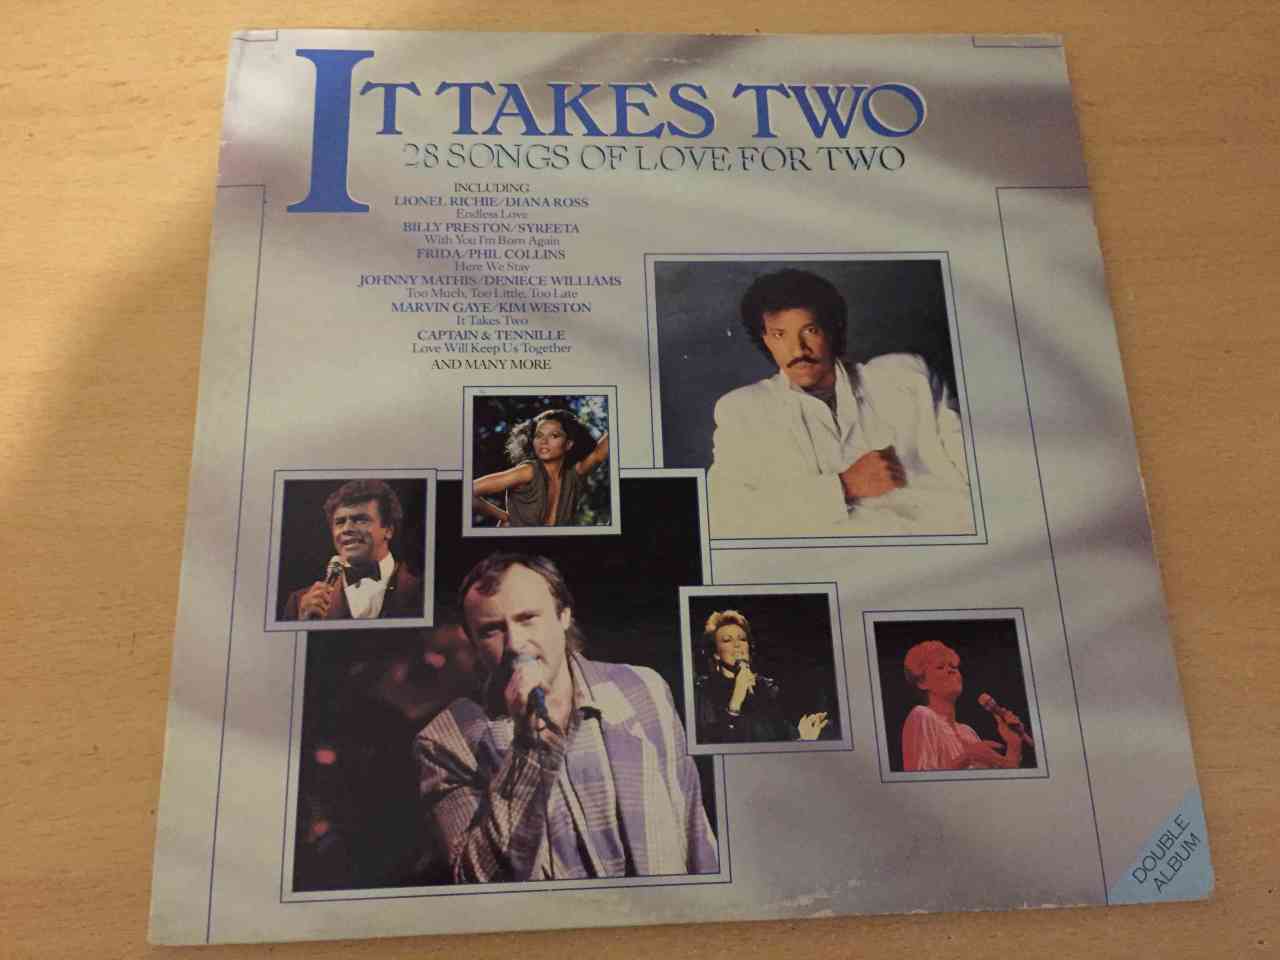 IT TAKES TWO
28 SONGS OF LOVE FOR TWO
INCLUDING
LIONEL RICHIE/DIANA ROSS
Endless Love
BILLY PRESTON/SYREETA
With You I'm Born Again
FRIDA/PHIL COLLINS
Here We Stay
JOHNNY MATHIS/DENIECE WILLIAMS
Too Much, Too Little, Too Late
MARVIN GAYE/KIM WESTON
It Takes Two
CAPTAIN & TENNILLE
Love Will Keep Us Together
AND MANY MORE
DOUBLE
ALBUM